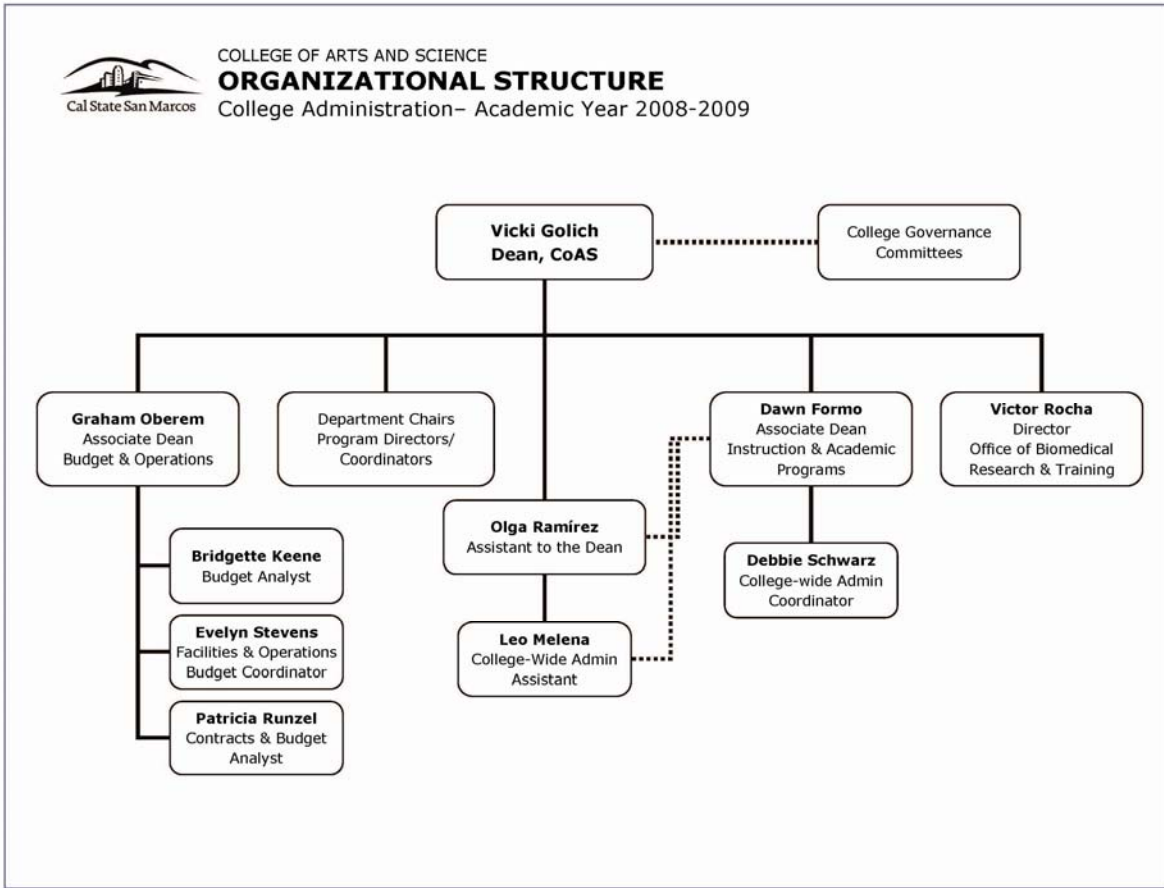 Cal State San Marcos
COLLEGE OF ARTS AND SCIENCE
ORGANIZATIONAL STRUCTURE
College Administration– Academic Year 2008-2009
Vicki Golich
Dean, CoAS
College Governance
Committees
Graham Oberem
Associate Dean
Budget & Operations
Department Chairs
Program Directors/
Coordinators
Dawn Formo
Associate Dean
Instruction & Academic
Programs
Victor Rocha
Director
Office of Biomedical
Research & Training
Olga Ramírez
Assistant to the Dean
Bridgette Keene
Budget Analyst
Debbie Schwarz
College-wide Admin
Coordinator
Evelyn Stevens
Facilities & Operations
Budget Coordinator
Leo Melena
College-Wide Admin
Assistant
Patricia Runzel
Contracts & Budget
Analyst